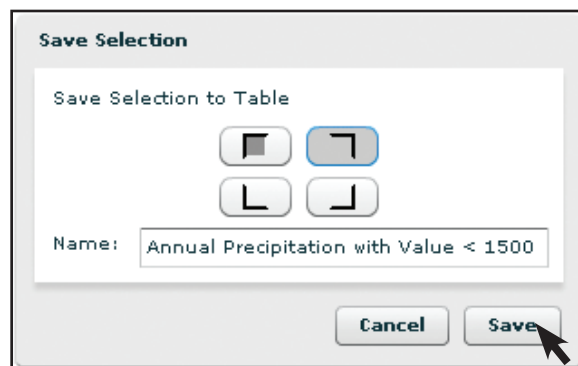 Save Selection
Save Selection to Table
Name: Annual Precipitation with Value < 1500
Cancel Save